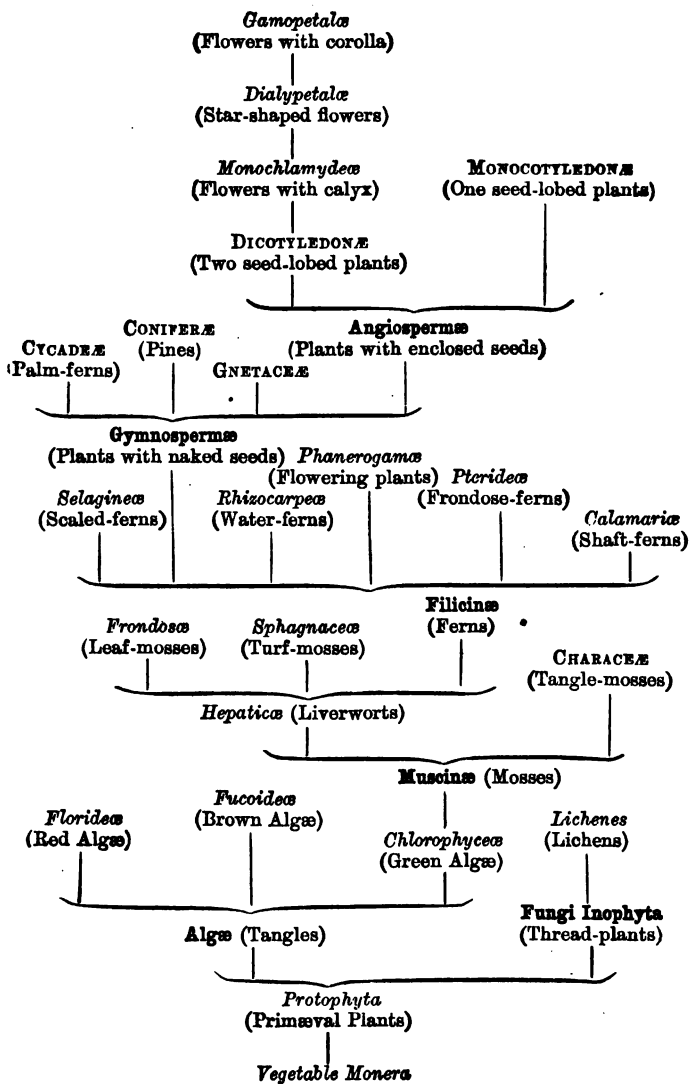 Gamopetalæ
(Flowers with corolla)
Dialypetalæ
(Star-shaped flowers)
Monochlamydeæ
(Flowers with calyx)
MONOCOTYLEDONÆ
(One seed-lobed plants)
DICOTYLEDONÆ
(Two seed-lobed plants)
Angiospermæ
(Plants with enclosed seeds)
CONIFERÆ
(Pines)
CYCADEÆ
(Palm-ferns)
GNETACEÆ
Gymnospermæ
(Plants with naked seeds)
Phanerogamæ
(Flowering plants)
Pterideæ
(Frondose-ferns)
Selagineæ
(Scaled-ferns)
Rhizocarpeæ
(Water-ferns)
Calamariæ
(Shaft-ferns)
Filicinæ
(Ferns)
Frondosæ
(Leaf-mosses)
Sphagnaceæ
(Turf-mosses)
CHARACEÆ
(Tangle-mosses)
Hepaticæ (Liverworts)
Muscinæ (Mosses)
Fucoideæ
(Brown Algæ)
Florideæ
(Red Algæ)
Chlorophyceæ
(Green Algæ)
Lichenes
(Lichens)
Fungi Inophyta
(Thread-plants)
Algæ (Tangles)
Protophyta
(Primæval Plants)
Vegetable Monera